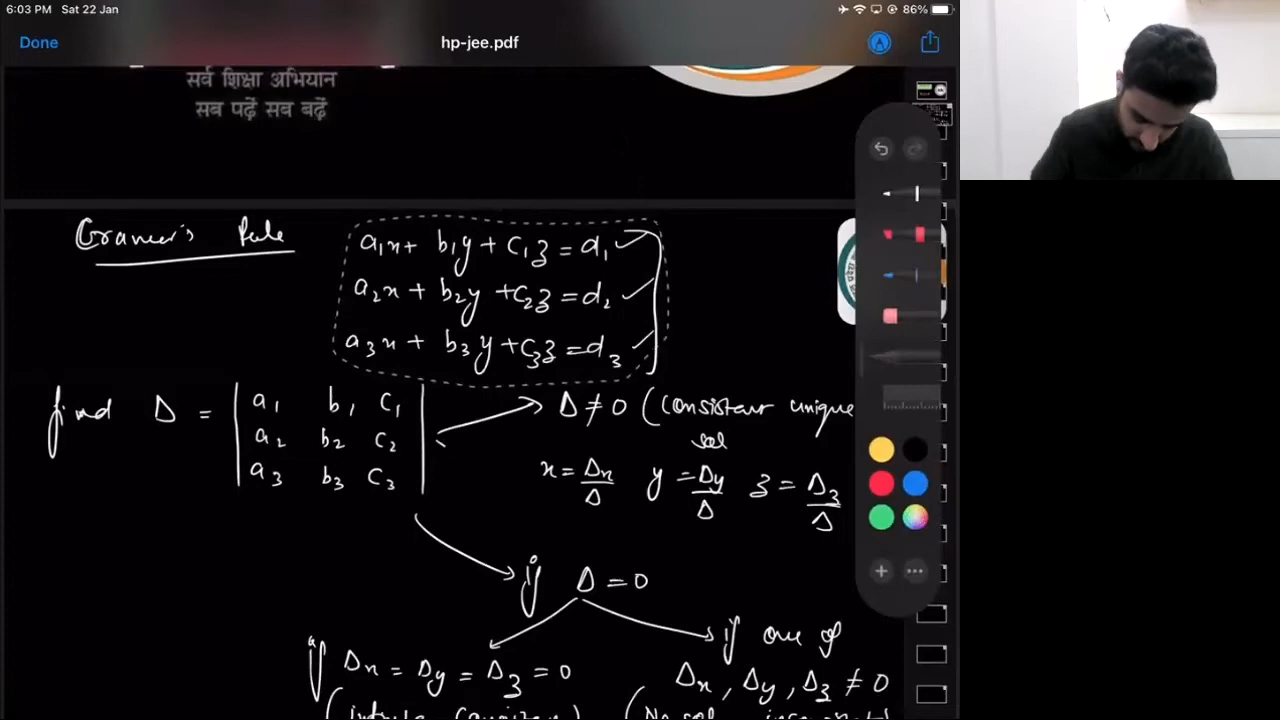 6:03 PM Sat 22 Jan
86%
Done
hp-jee.pdf
सर्व शिक्षा अभियान
सब पढ़ें सब बढ़ें
Cramer's Rule
a₁x + b₁y + c₁z = d₁
a₂x + b₂y + c₂z = d₂
a₃x + b₃y + c₃z = d₃
find Δ = | a₁ b₁ c₁ |
| a₂ b₂ c₂ |
| a₃ b₃ c₃ |
Δ ≠ 0 (consistent unique
sol
x = Δx/Δ y = Δy/Δ z = Δz/Δ
if Δ = 0
if Δx = Δy = Δz = 0
if one of
Δx, Δy, Δz ≠ 0
(No sol